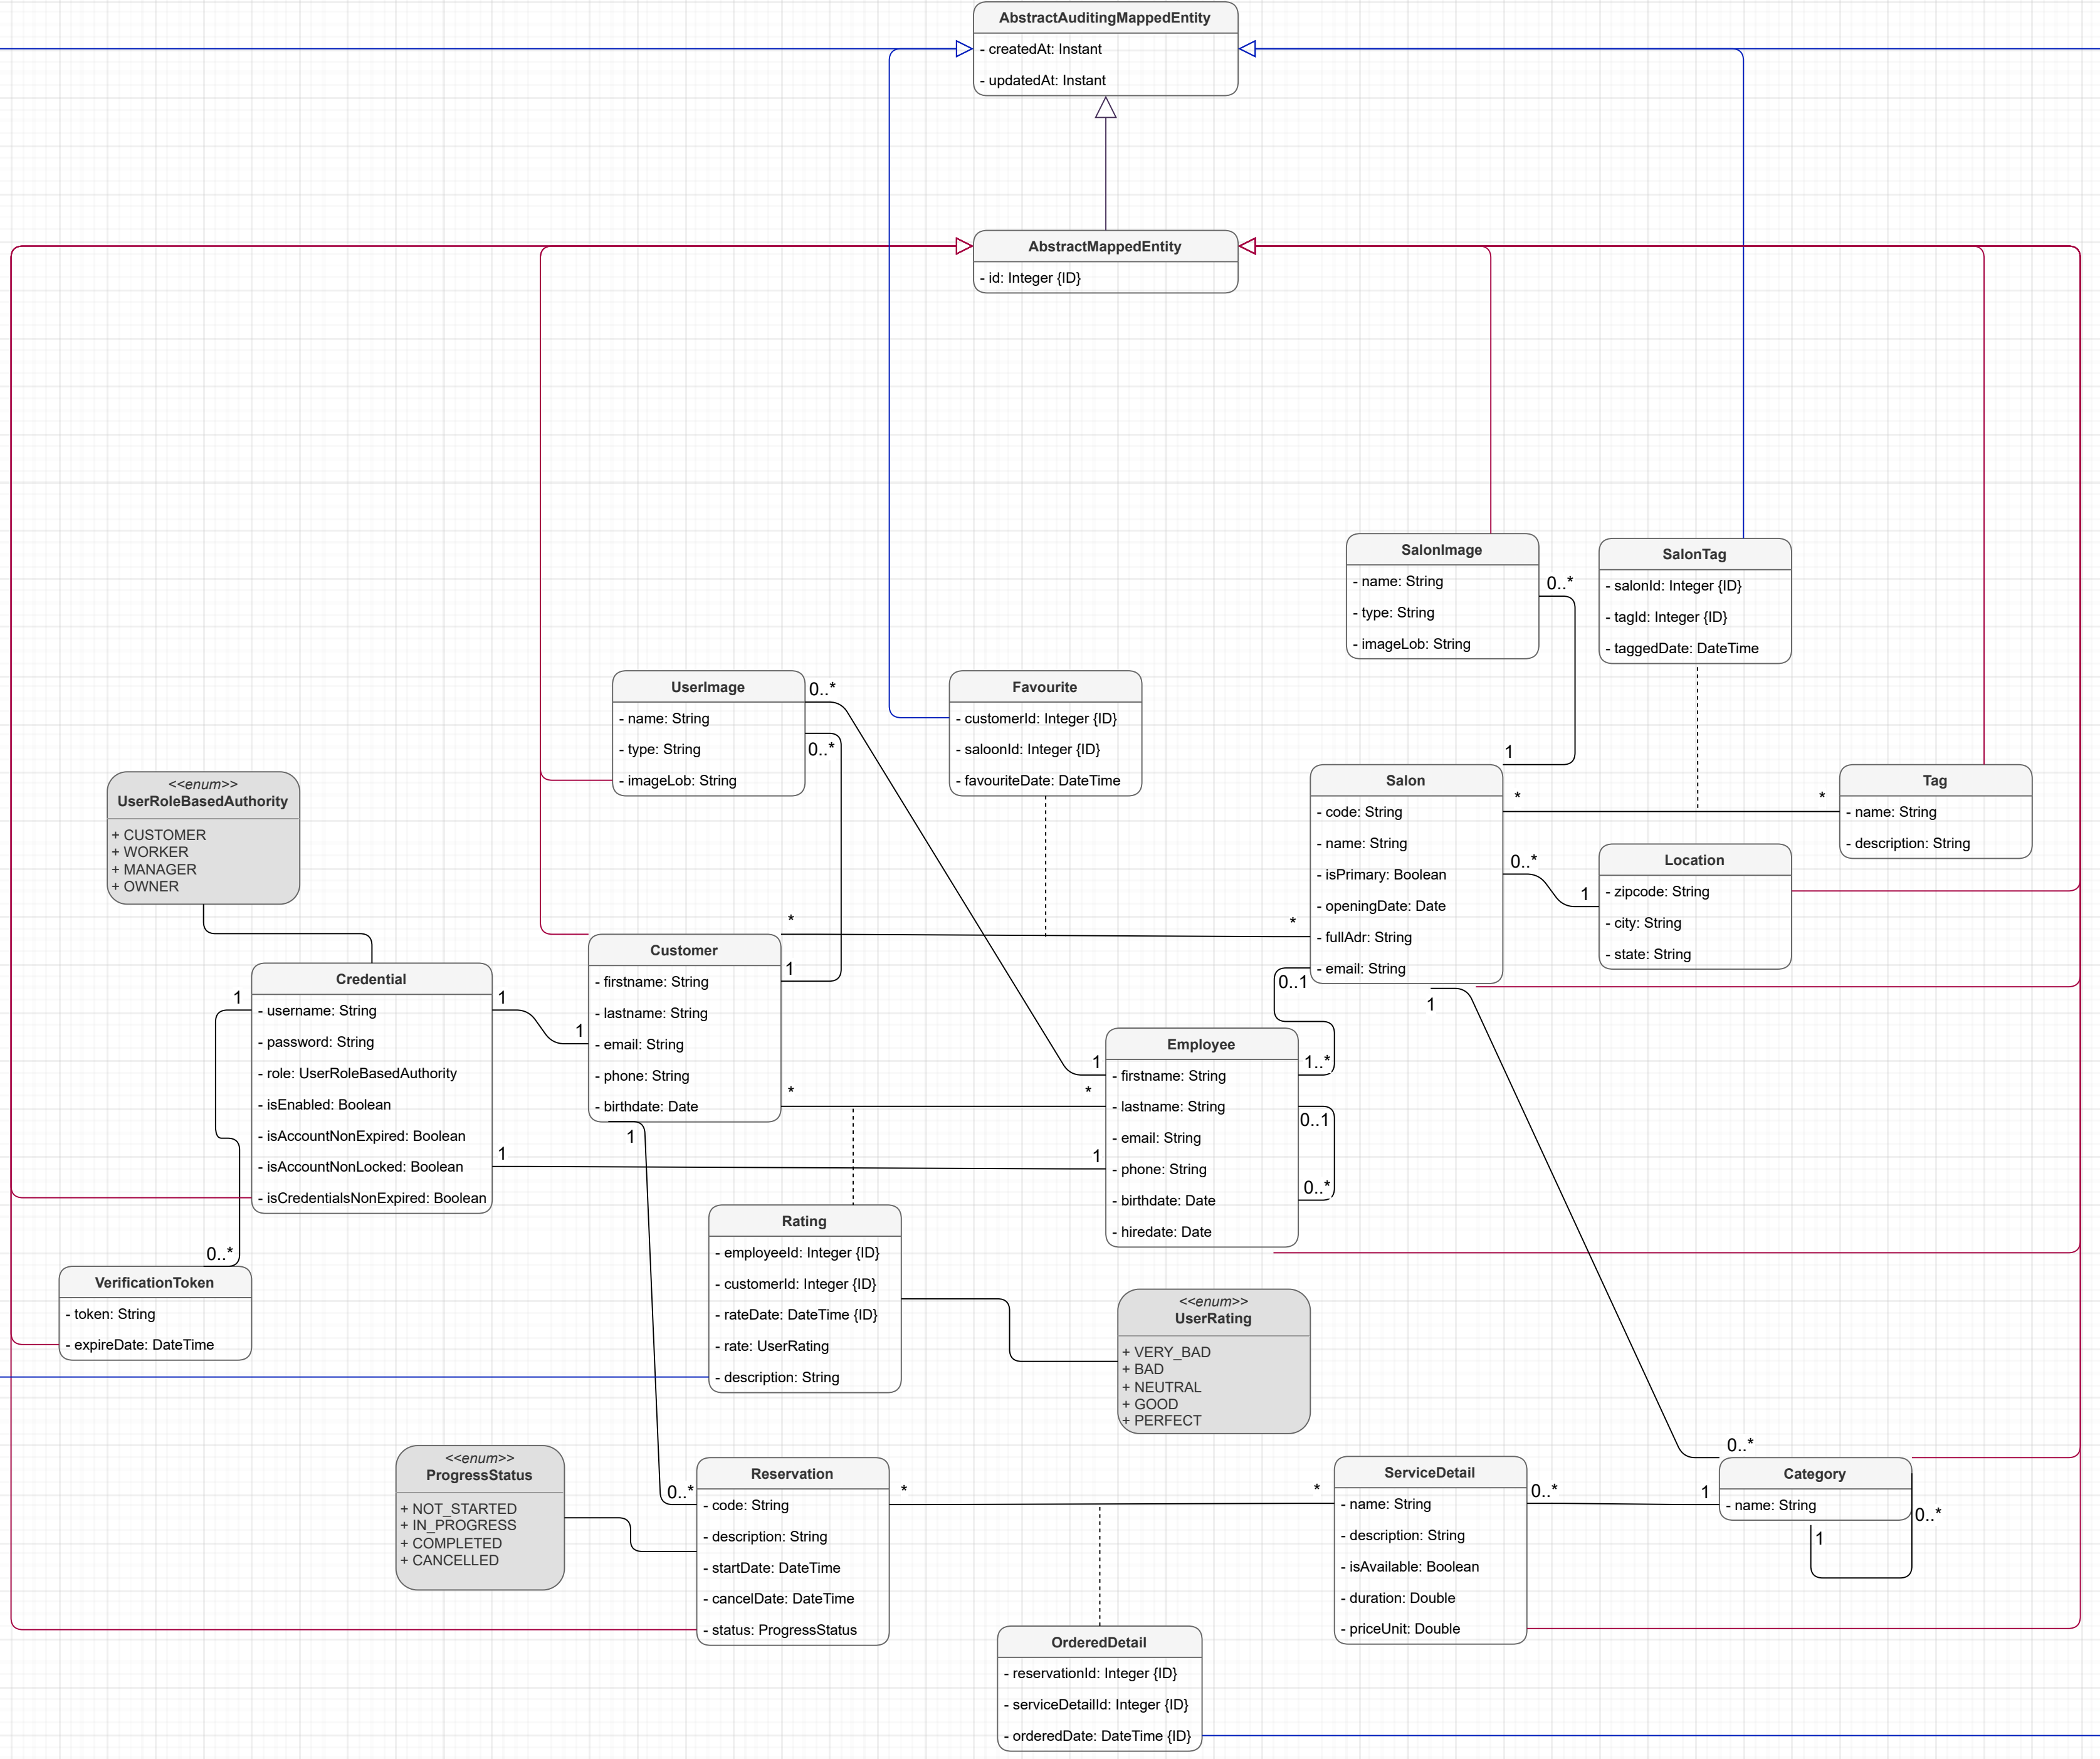 AbstractAuditingMappedEntity
- createdAt: Instant
- updatedAt: Instant
AbstractMappedEntity
- id: Integer {ID}
SalonImage
- name: String
- type: String
- imageLob: String
0..*
1
SalonTag
- salonId: Integer {ID}
- tagId: Integer {ID}
- taggedDate: DateTime
UserImage
- name: String
- type: String
- imageLob: String
0..*
0..*
Favourite
- customerId: Integer {ID}
- saloonId: Integer {ID}
- favouriteDate: DateTime
<<enum>>
UserRoleBasedAuthority
+ CUSTOMER
+ WORKER
+ MANAGER
+ OWNER
Salon
- code: String
- name: String
- isPrimary: Boolean
- openingDate: Date
- fullAdr: String
- email: String
*
*
0..*
1
*
*
0..1
1
Tag
- name: String
- description: String
Location
- zipcode: String
- city: String
- state: String
Credential
- username: String
- password: String
- role: UserRoleBasedAuthority
- isEnabled: Boolean
- isAccountNonExpired: Boolean
- isAccountNonLocked: Boolean
- isCredentialsNonExpired: Boolean
1
1
1
1
Customer
- firstname: String
- lastname: String
- email: String
- phone: String
- birthdate: Date
1
*
*
1
1
1
Employee
- firstname: String
- lastname: String
- email: String
- phone: String
- birthdate: Date
- hiredate: Date
1..*
0..1
0..*
0..*
VerificationToken
- token: String
- expireDate: DateTime
Rating
- employeeId: Integer {ID}
- customerId: Integer {ID}
- rateDate: DateTime {ID}
- rate: UserRating
- description: String
<<enum>>
UserRating
+ VERY_BAD
+ BAD
+ NEUTRAL
+ GOOD
+ PERFECT
<<enum>>
ProgressStatus
+ NOT_STARTED
+ IN_PROGRESS
+ COMPLETED
+ CANCELLED
0..*
Reservation
- code: String
- description: String
- startDate: DateTime
- cancelDate: DateTime
- status: ProgressStatus
*
*
ServiceDetail
- name: String
- description: String
- isAvailable: Boolean
- duration: Double
- priceUnit: Double
0..*
1
0..*
Category
- name: String
0..*
1
OrderedDetail
- reservationId: Integer {ID}
- serviceDetailId: Integer {ID}
- orderedDate: DateTime {ID}